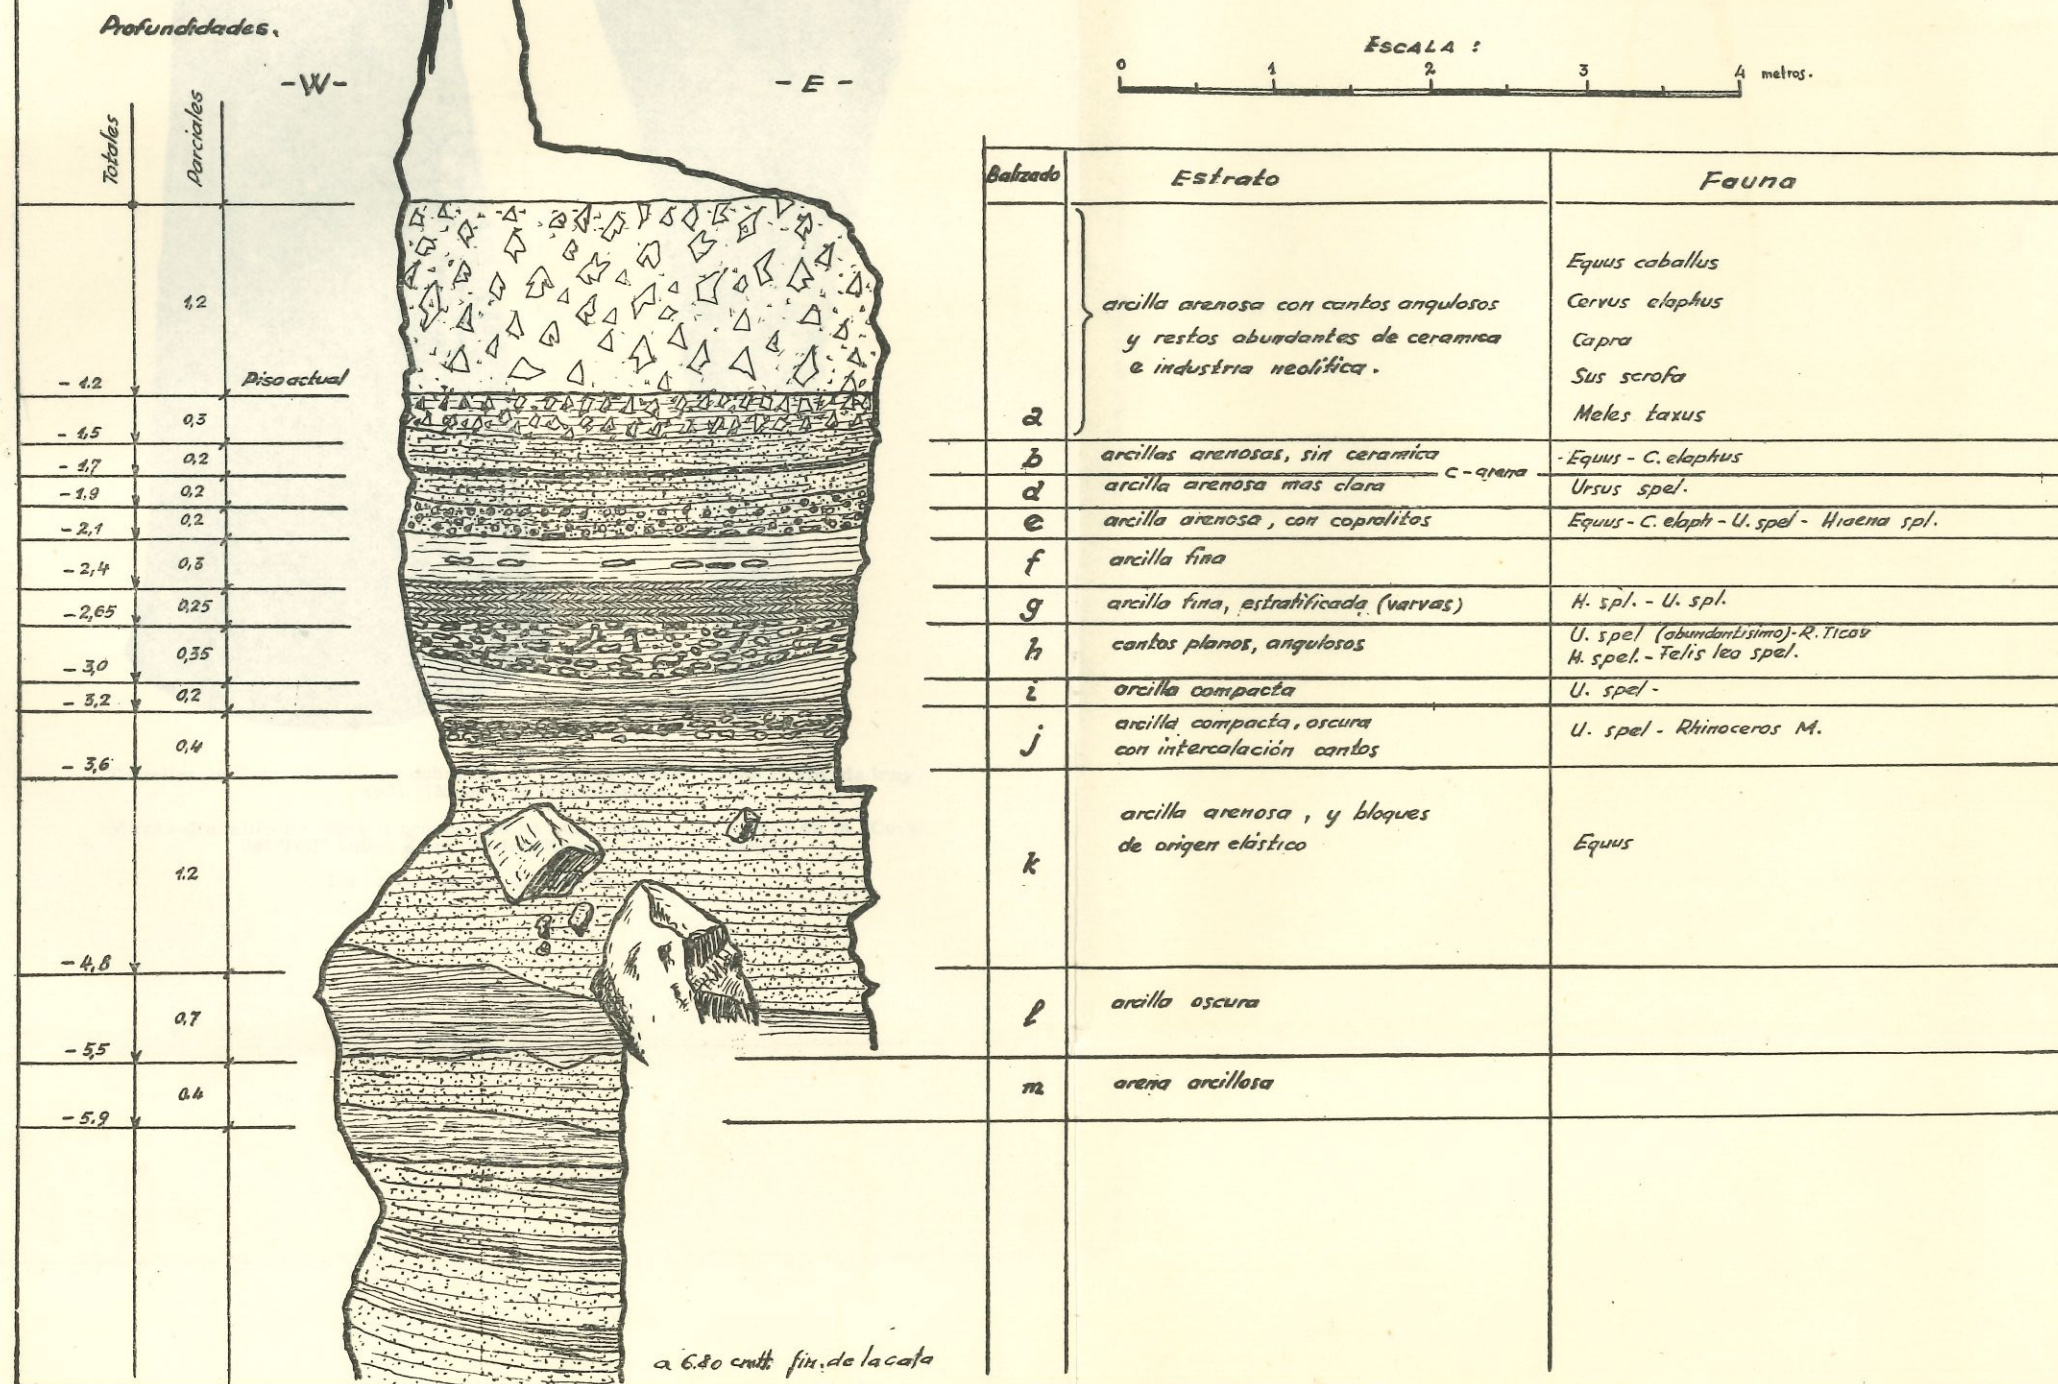 Profundidades.
-W-
- E -
ESCALA :
0 1 2 3 4 metros.
Totales
Parciales
Balizado
Estrato
Fauna
1,2
- 1.2
Piso actual
0,3
- 1,5
0,2
- 1,7
0,2
- 1,9
0,2
- 2,1
0,3
- 2,4
0,25
- 2,65
0,35
- 3,0
0,2
- 3,2
0,4
- 3,6
1.2
- 4,8
0,7
- 5,5
0.4
- 5.9
a
arcilla arenosa con cantos angulosos
y restos abundantes de ceramica
e industria neolítica.
Equus caballus
Cervus elaphus
Capra
Sus scrofa
Meles taxus
b
arcillas arenosas, sin ceramica
- Equus - C. elaphus
c - arena
d
arcilla arenosa mas clara
Ursus spel.
e
arcilla arenosa, con coprolitos
Equus - C. elaph - U. spel - Hiaena spl.
f
arcilla fina
g
arcilla fina, estratificada (varvas)
H. spl. - U. spl.
h
cantos planos, angulosos
U. spel (abundantisimo) - R. Ticor
H. spel. - Felis leo spel.
i
arcilla compacta
U. spel -
j
arcilla compacta, oscura
con intercalación cantos
U. spel - Rhinoceros M.
k
arcilla arenosa, y bloques
de origen elástico
Equus
l
arcilla oscura
m
arena arcillosa
a 6.80 fin. de la cata